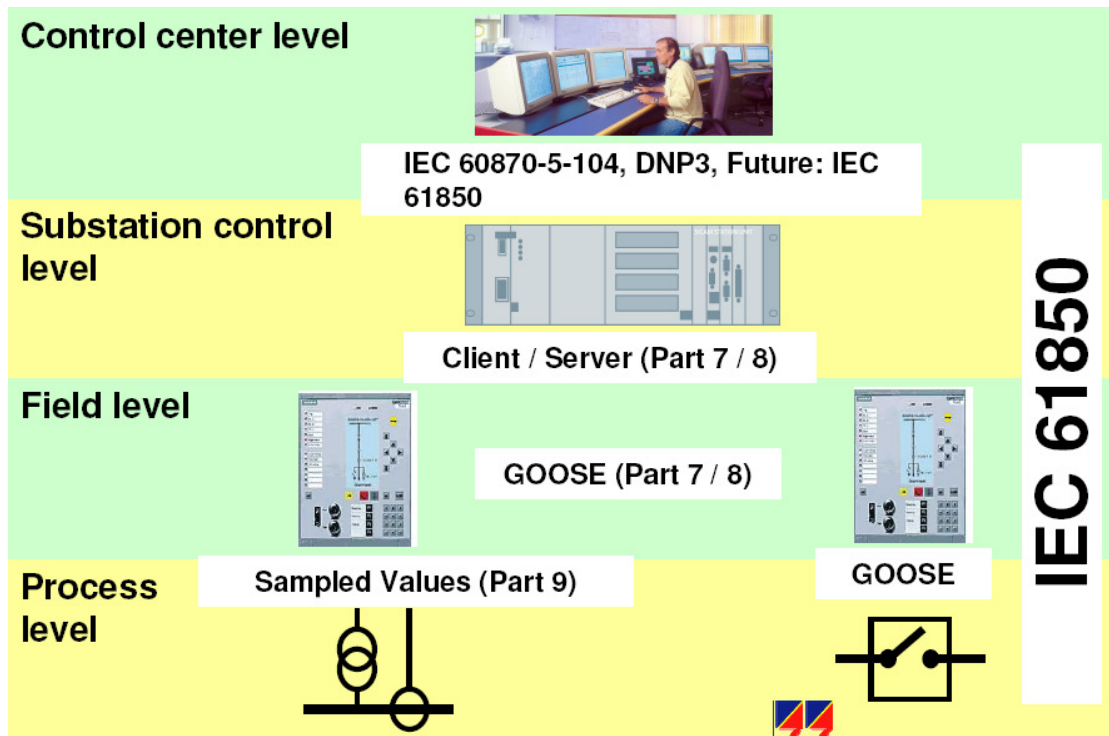 Control center level
IEC 60870-5-104, DNP3, Future: IEC
61850
Substation control
level
Client / Server (Part 7 / 8)
Field level
GOOSE (Part 7 / 8)
Process
level
Sampled Values (Part 9)
GOOSE
IEC 61850